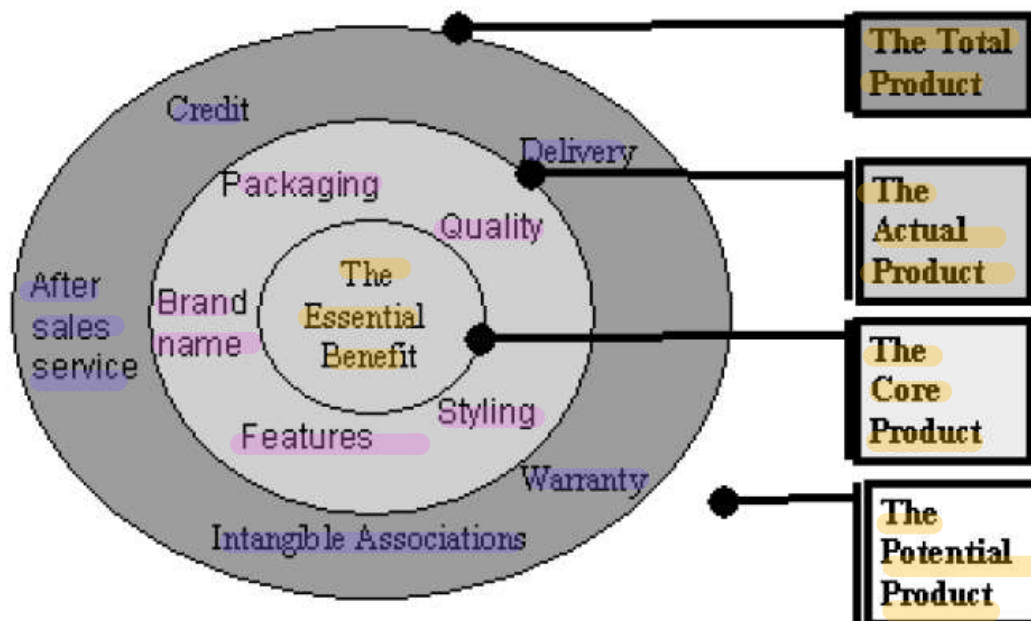 The Total
Product
Credit
Delivery
Packaging
The
Actual
Product
Quality
The
Essential
Benefit
After
sales
service
Brand
name
The
Core
Product
Styling
Features
Warranty
Intangible Associations
The
Potential
Product